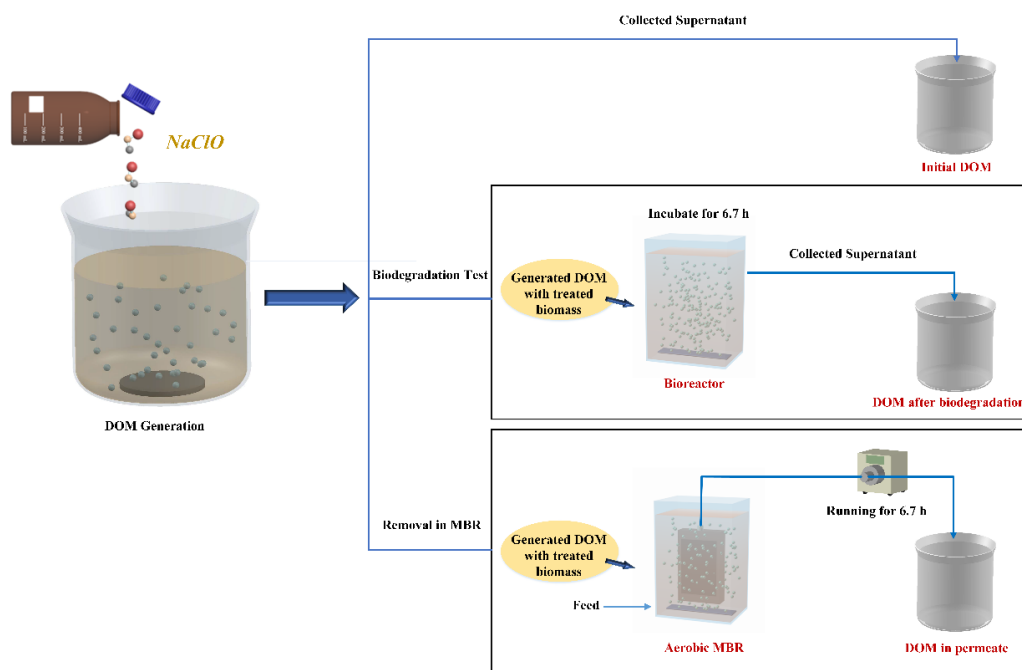 Collected Supernatant
NaClO
Initial DOM
DOM Generation
Biodegradation Test
Generated DOM
with treated
biomass
Incubate for 6.7 h
Bioreactor
Collected Supernatant
DOM after biodegradation
Removal in MBR
Generated DOM
with treated
biomass
Feed
Aerobic MBR
Running for 6.7 h
DOM in permeate